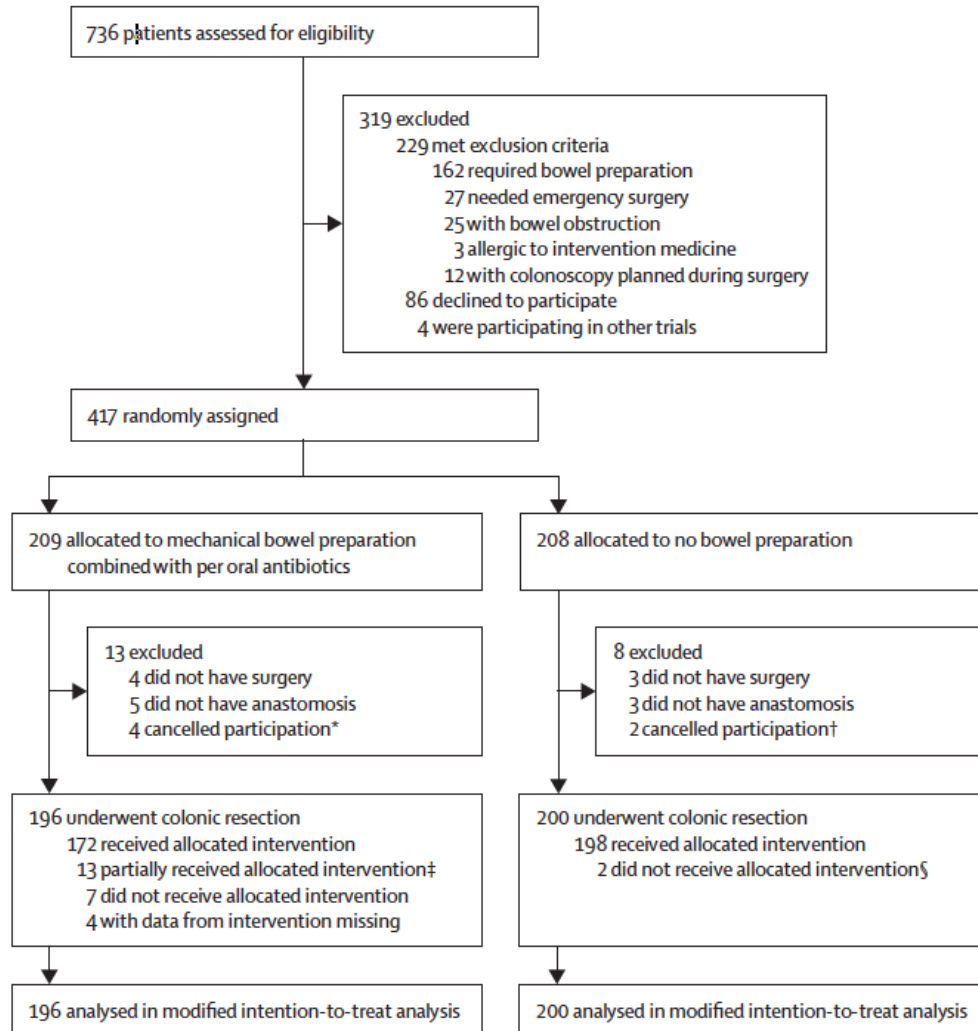 736 patients assessed for eligibility
319 excluded
229 met exclusion criteria
162 required bowel preparation
27 needed emergency surgery
25 with bowel obstruction
3 allergic to intervention medicine
12 with colonoscopy planned during surgery
86 declined to participate
4 were participating in other trials
417 randomly assigned
209 allocated to mechanical bowel preparation
combined with per oral antibiotics
208 allocated to no bowel preparation
13 excluded
4 did not have surgery
5 did not have anastomosis
4 cancelled participation*
8 excluded
3 did not have surgery
3 did not have anastomosis
2 cancelled participation†
196 underwent colonic resection
172 received allocated intervention
13 partially received allocated intervention‡
7 did not receive allocated intervention
4 with data from intervention missing
200 underwent colonic resection
198 received allocated intervention
2 did not receive allocated intervention§
196 analysed in modified intention-to-treat analysis
200 analysed in modified intention-to-treat analysis